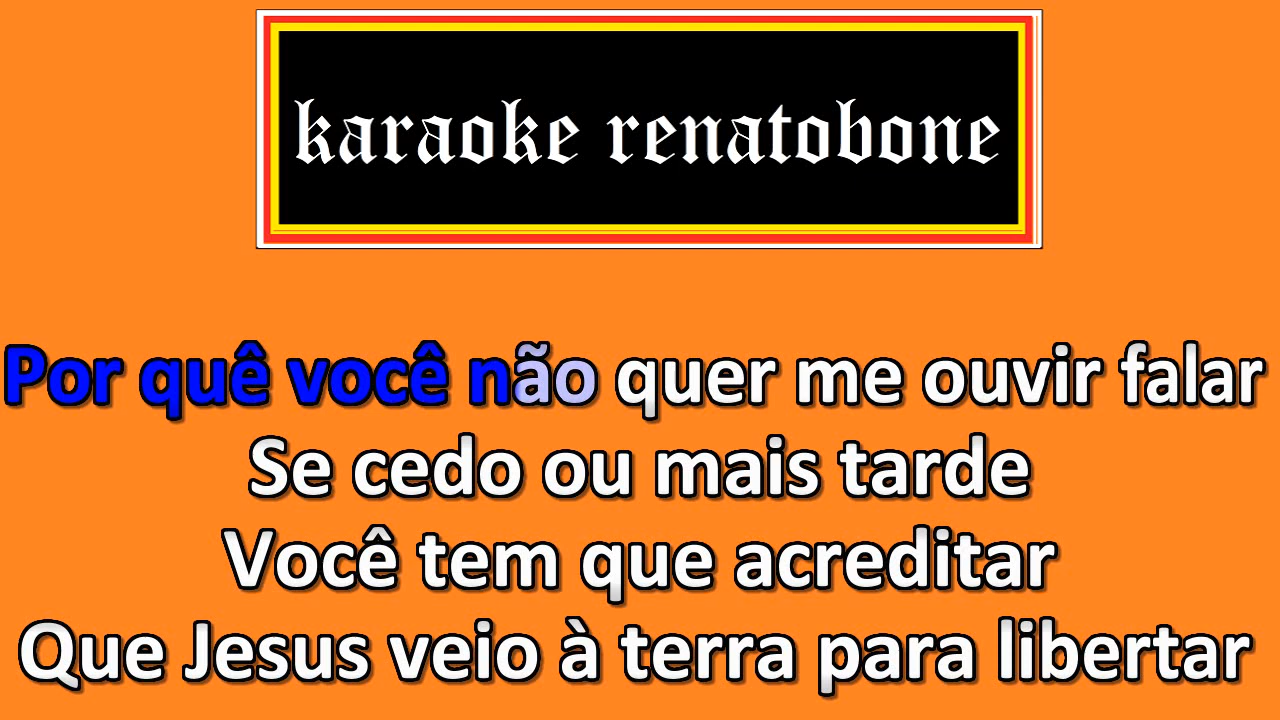 karaoke renatobone
Por quê você não quer me ouvir falar
Se cedo ou mais tarde
Você tem que acreditar
Que Jesus veio à terra para libertar